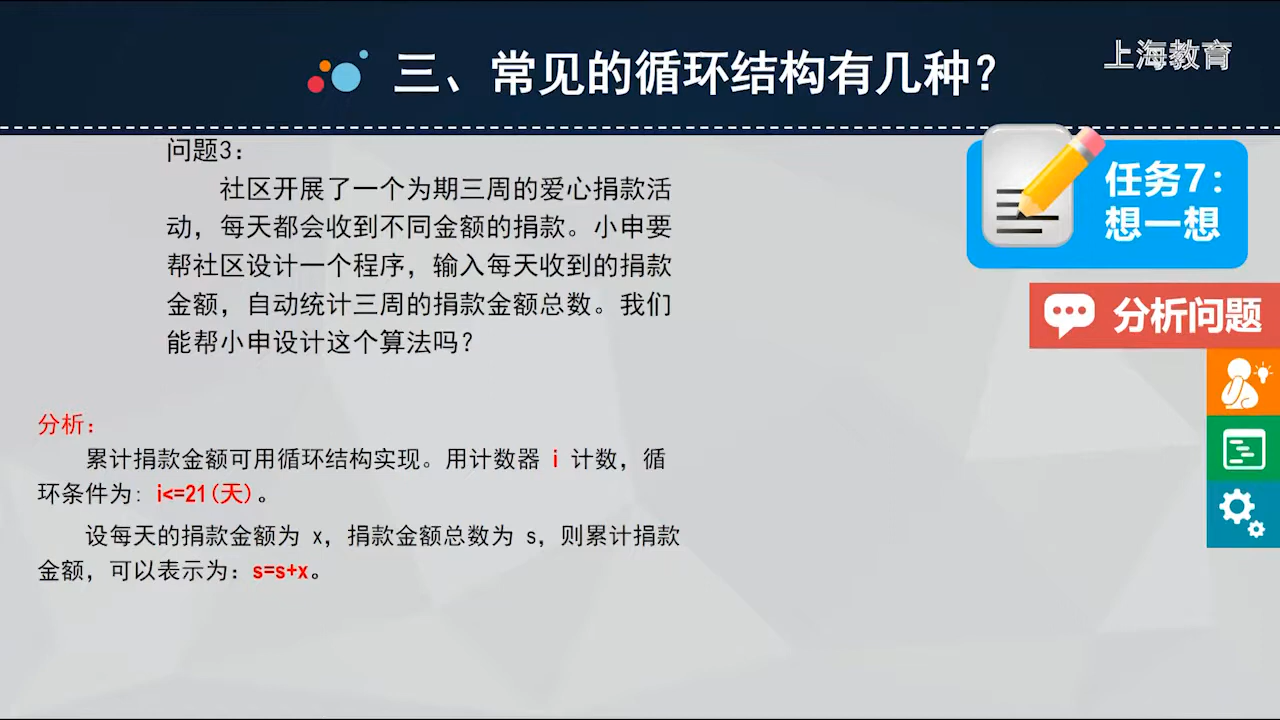 三、常见的循环结构有几种?
上海教育
问题3:
社区开展了一个为期三周的爱心捐款活
动，每天都会收到不同金额的捐款。小申要
帮社区设计一个程序，输入每天收到的捐款
金额，自动统计三周的捐款金额总数。我们
能帮小申设计这个算法吗?
任务7:
想一想
分析问题
分析:
累计捐款金额可用循环结构实现。用计数器 i 计数，循
环条件为: i<=21(天)。
设每天的捐款金额为 x，捐款金额总数为 s，则累计捐款
金额，可以表示为: s=s+x。